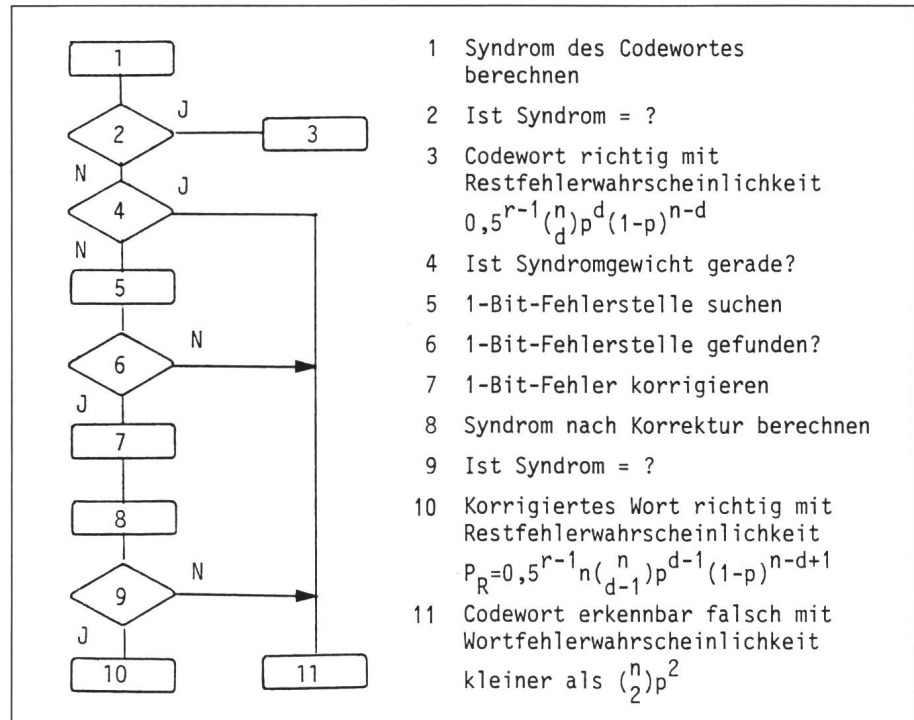 1
2
J
3
N
4
J
N
5
6
N
J
7
8
9
N
J
10
11
1 Syndrom des Codewortes
berechnen
2 Ist Syndrom = ?
3 Codewort richtig mit
Restfehlerwahrscheinlichkeit
0,5^{r-1}\binom{n}{d}p^{d}(1-p)^{n-d}
4 Ist Syndromgewicht gerade?
5 1-Bit-Fehlerstelle suchen
6 1-Bit-Fehlerstelle gefunden?
7 1-Bit-Fehler korrigieren
8 Syndrom nach Korrektur berechnen
9 Ist Syndrom = ?
10 Korrigiertes Wort richtig mit
Restfehlerwahrscheinlichkeit
P_{R}=0,5^{r-1}n\binom{n}{d-1}p^{d-1}(1-p)^{n-d+1}
11 Codewort erkennbar falsch mit
Wortfehlerwahrscheinlichkeit
kleiner als \binom{n}{2}p^{2}